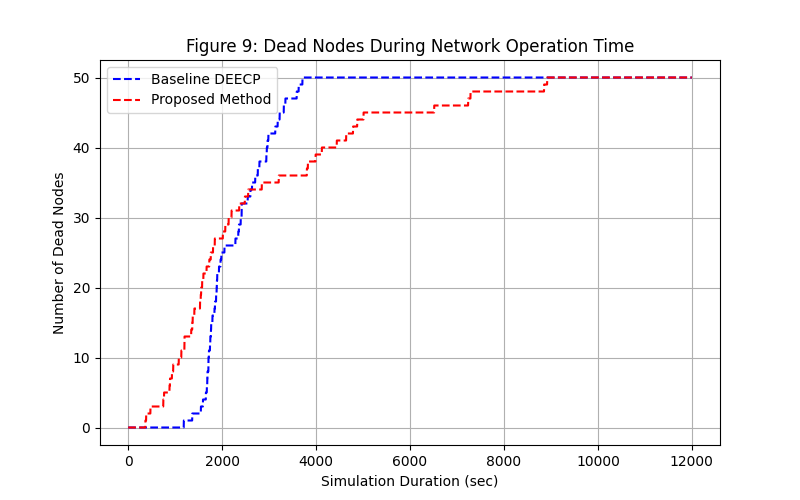 Figure 9: Dead Nodes During Network Operation Time
Baseline DEECP
Proposed Method
Number of Dead Nodes
50
40
30
20
10
0
0 2000 4000 6000 8000 10000 12000
Simulation Duration (sec)